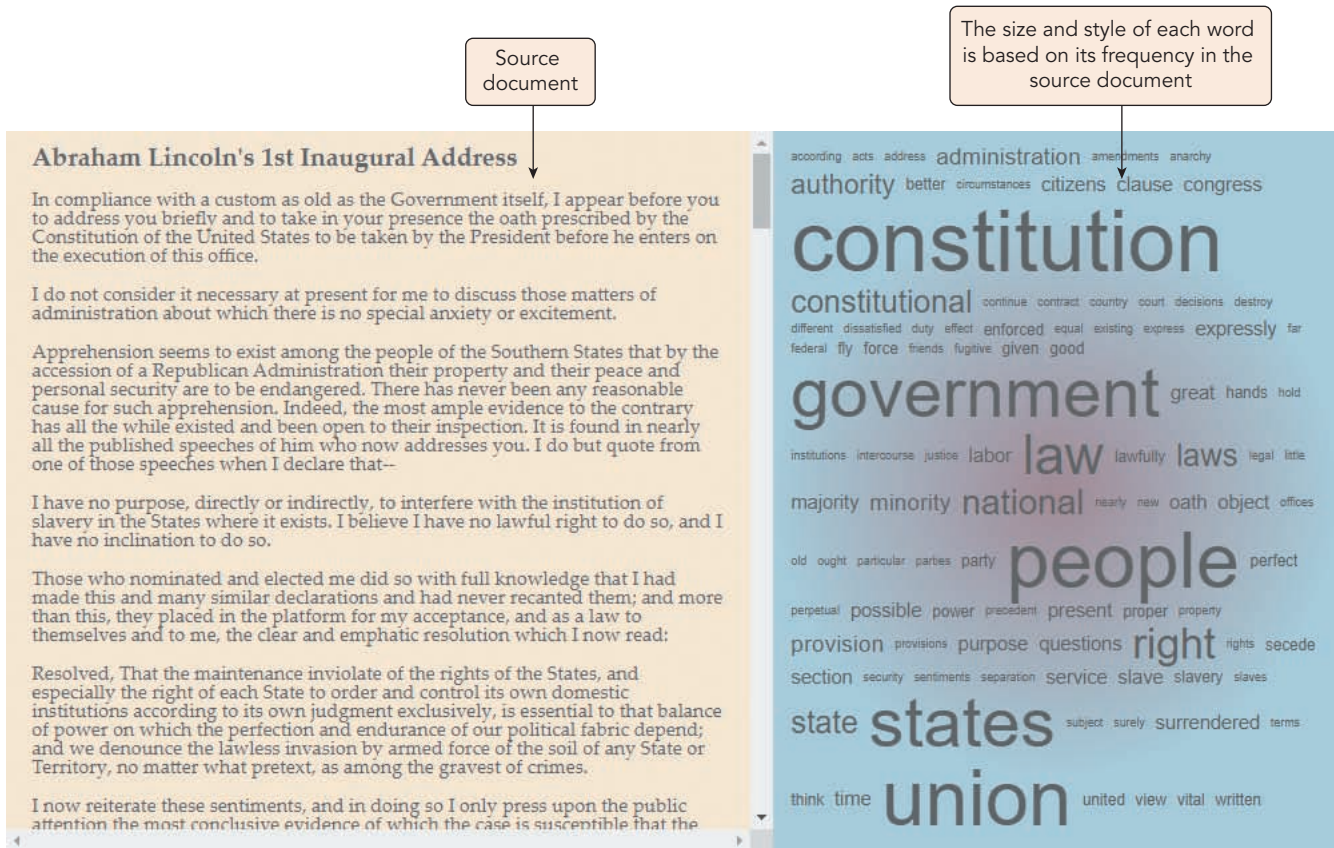 Source
document
The size and style of each word
is based on its frequency in the
source document
Abraham Lincoln's 1st Inaugural Address
In compliance with a custom as old as the Government itself, I appear before you
to address you briefly and to take in your presence the oath prescribed by the
Constitution of the United States to be taken by the President before he enters on
the execution of this office.
I do not consider it necessary at present for me to discuss those matters of
administration about which there is no special anxiety or excitement.
Apprehension seems to exist among the people of the Southern States that by the
accession of a Republican Administration their property and their peace and
personal security are to be endangered. There has never been any reasonable
cause for such apprehension. Indeed, the most ample evidence to the contrary
has all the while existed and been open to their inspection. It is found in nearly
all the published speeches of him who now addresses you. I do but quote from
one of those speeches when I declare that--
I have no purpose, directly or indirectly, to interfere with the institution of
slavery in the States where it exists. I believe I have no lawful right to do so, and I
have no inclination to do so.
Those who nominated and elected me did so with full knowledge that I had
made this and many similar declarations and had never recanted them; and more
than this, they placed in the platform for my acceptance, and as a law to
themselves and to me, the clear and emphatic resolution which I now read:
Resolved, That the maintenance inviolate of the rights of the States, and
especially the right of each State to order and control its own domestic
institutions according to its own judgment exclusively, is essential to that balance
of power on which the perfection and endurance of our political fabric depend;
and we denounce the lawless invasion by armed force of the soil of any State or
Territory, no matter what pretext, as among the gravest of crimes.
I now reiterate these sentiments, and in doing so I only press upon the public
attention the most conclusive evidence of which the case is susceptible that the
according acts address administration amendments anarchy
authority better circumstances citizens clause congress
constitution
constitutional continue contract country court decisions destroy
different dissatisfied duty effect enforced equal existing express expressly far
federal fly force friends fugitive given good
government great hands hold
institutions intercourse justice labor law lawfully laws legal little
majority minority national nearly new oath object offices
old ought particular parties party people perfect
perpetual possible power precedent present proper property
provision provisions purpose questions right rights secede
section security sentiments separation service slave slavery slaves
state states subject surely surrendered terms
think time union united view vital written